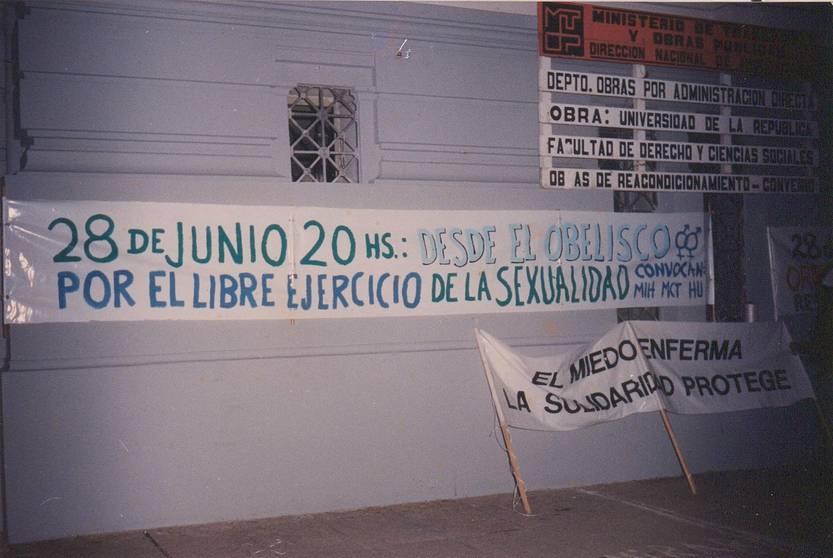 MTOP
MINISTERIO DE
Y OBRAS PUBLICAS
DIRECCION NACIONAL DE
DEPTO. OBRAS POR ADMINISTRACION DIRECTA
OBRA: UNIVERSIDAD DE LA REPUBLICA
FACULTAD DE DERECHO Y CIENCIAS SOCIALES
OB AS DE REACONDICIONAMIENTO - CONVENIO
28 DE JUNIO 20 HS.: DESDE EL OBELISCO
POR EL LIBRE EJERCICIO DE LA SEXUALIDAD
CONVOCAN:
MIH MCT HU
28
EL MIEDO ENFERMA
LA SOLIDARIDAD PROTEGE